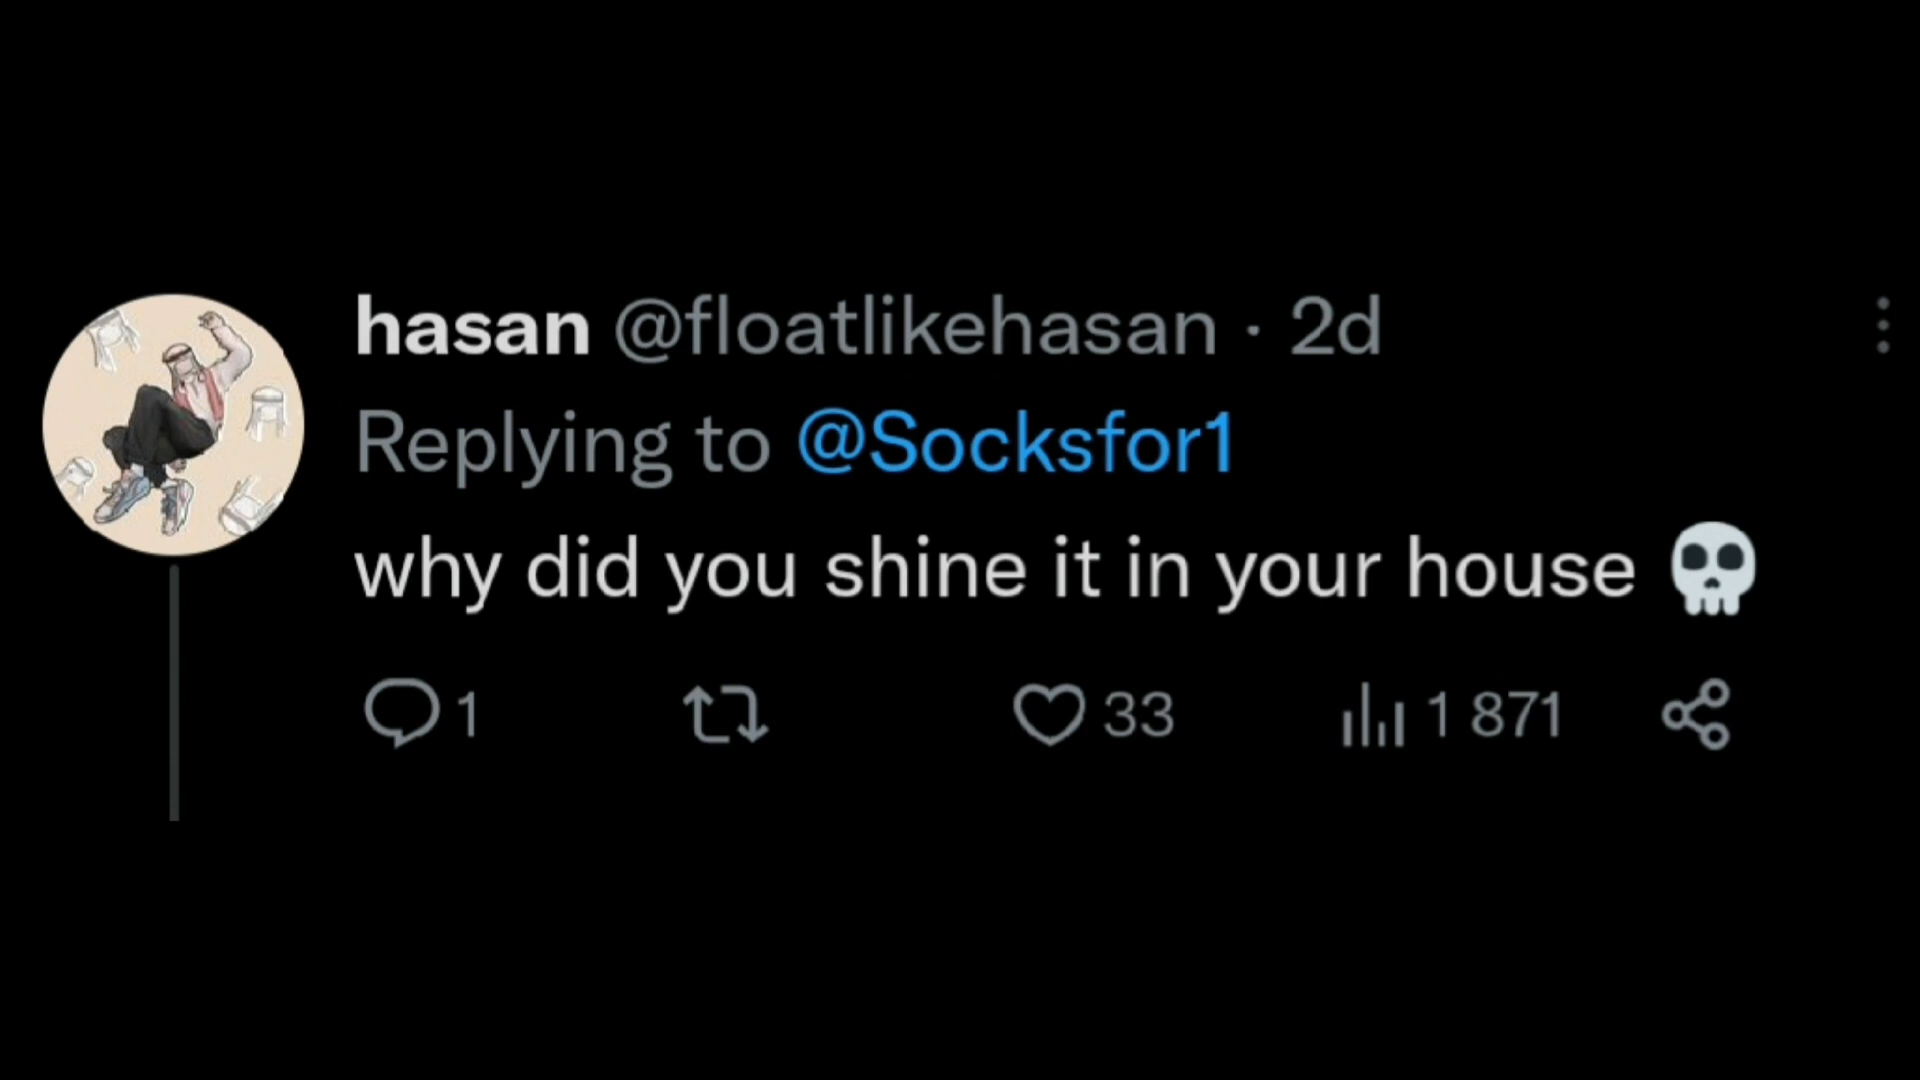 hasan @floatlikehasan · 2d
Replying to @Socksfor1
why did you shine it in your house 💀
1 33 1 871